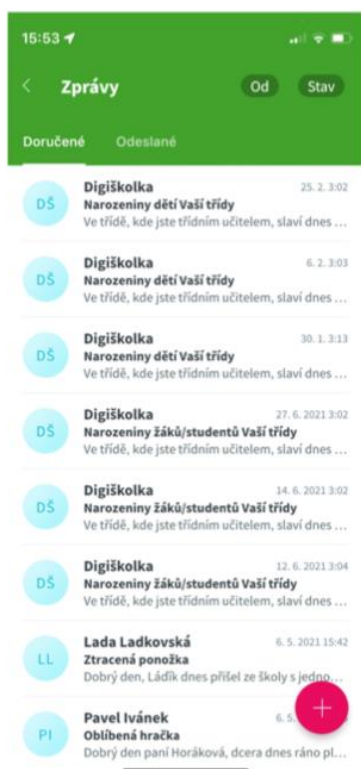 15:53
Zprávy
Od
Stav
Doručené
Odeslané
DŠ
Digiškolka
25. 2. 3:02
Narozeniny dětí Vaší třídy
Ve třídě, kde jste třídním učitelem, slaví dnes ...
DŠ
Digiškolka
6. 2. 3:03
Narozeniny dětí Vaší třídy
Ve třídě, kde jste třídním učitelem, slaví dnes ...
DŠ
Digiškolka
30. 1. 3:13
Narozeniny dětí Vaší třídy
Ve třídě, kde jste třídním učitelem, slaví dnes ...
DŠ
Digiškolka
27. 6. 2021 3:02
Narozeniny žáků/studentů Vaší třídy
Ve třídě, kde jste třídním učitelem, slaví dnes ...
DŠ
Digiškolka
14. 6. 2021 3:02
Narozeniny žáků/studentů Vaší třídy
Ve třídě, kde jste třídním učitelem, slaví dnes ...
DŠ
Digiškolka
12. 6. 2021 3:04
Narozeniny žáků/studentů Vaší třídy
Ve třídě, kde jste třídním učitelem, slaví dnes ...
LL
Lada Ladkovská
6. 5. 2021 15:42
Ztracená ponožka
Dobrý den, Ládík dnes přišel ze školy s jedno...
PI
Pavel Ivánek
6. 5.
Oblíbená hračka
Dobrý den paní Horáková, dcera dnes ráno pl...